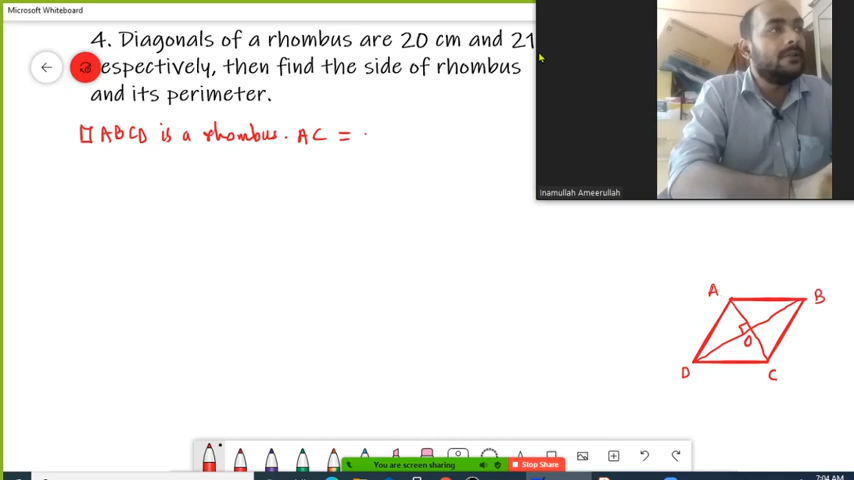 Microsoft Whiteboard
4. Diagonals of a rhombus are 20 cm and 21
espectively, then find the side of rhombus
and its perimeter.
□ ABCD is a rhombus. AC =
Inamullah Ameerullah
A
B
O
D
C
You are screen sharing
Stop Share
7:04 AM